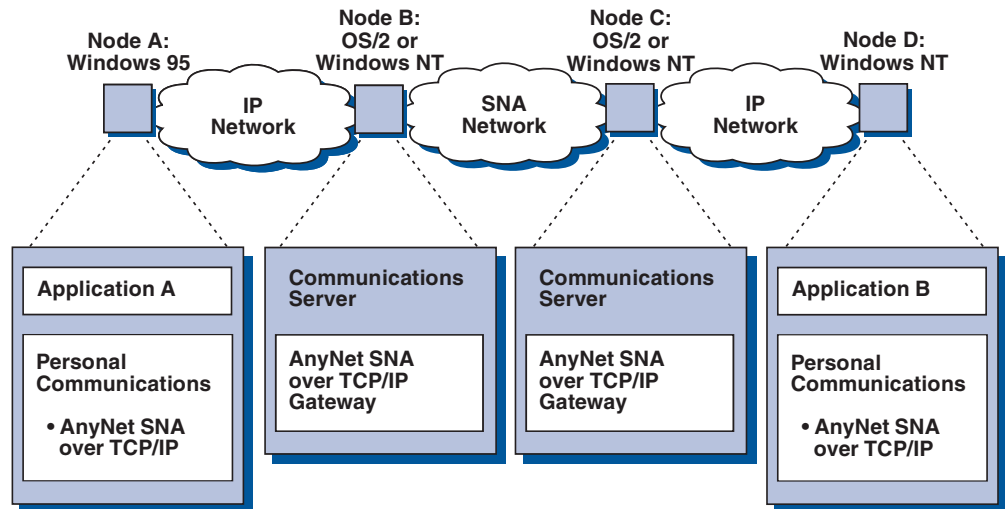 Node A:
Windows 95
Node B:
OS/2 or
Windows NT
Node C:
OS/2 or
Windows NT
Node D:
Windows NT
IP
Network
SNA
Network
IP
Network
Application A
Personal
Communications
• AnyNet SNA
over TCP/IP
Communications
Server
AnyNet SNA
over TCP/IP
Gateway
Communications
Server
AnyNet SNA
over TCP/IP
Gateway
Application B
Personal
Communications
• AnyNet SNA
over TCP/IP